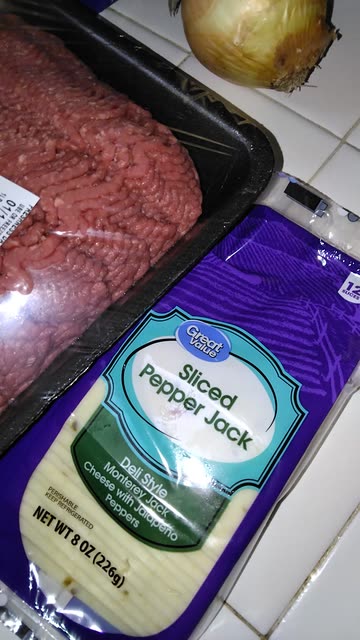 Great
Value
Sliced
Pepper Jack
Deli Style
Monterey Jack
Cheese with Jalapeño
Peppers
PERISHABLE
KEEP REFRIGERATED
NET WT 8 OZ (226g)
12